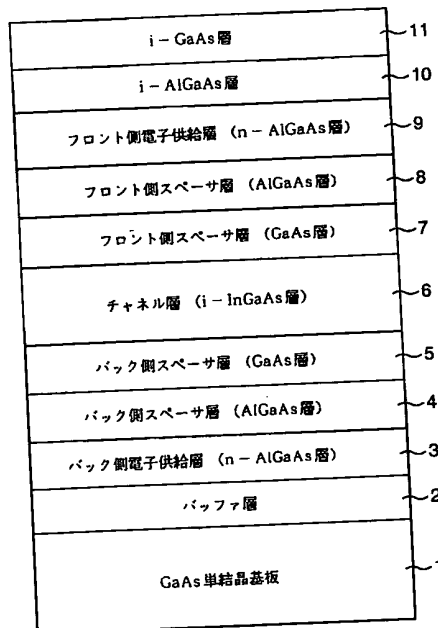 i-GaAs層 11
i-AlGaAs層 10
フロント側電子供給層 (n-AlGaAs層) 9
フロント側スペーサ層 (AlGaAs層) 8
フロント側スペーサ層 (GaAs層) 7
チャネル層 (i-InGaAs層) 6
バック側スペーサ層 (GaAs層) 5
バック側スペーサ層 (AlGaAs層) 4
バック側電子供給層 (n-AlGaAs層) 3
バッファ層 2
GaAs単結晶基板